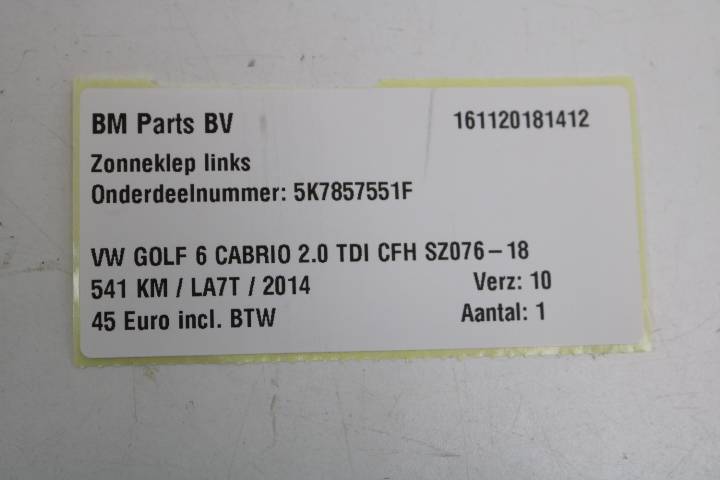 BM Parts BV 161120181412
Zonneklep links
Onderdeelnummer: 5K7857551F
VW GOLF 6 CABRIO 2.0 TDI CFH SZ076-18
541 KM / LA7T / 2014 Verz: 10
45 Euro incl. BTW Aantal: 1